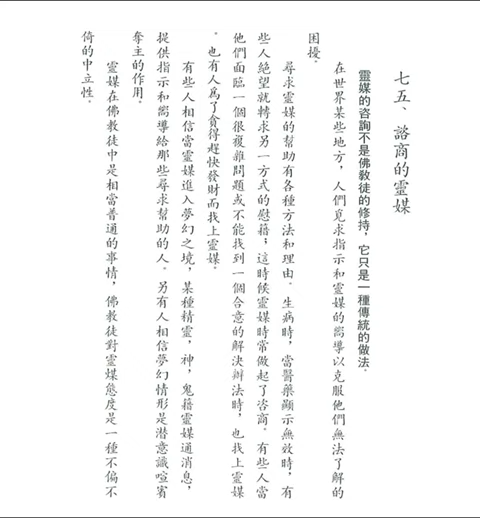 七五、諮商的靈媒
靈媒的咨詢不是佛教徒的修持，它只是一種傳統的做法。
在世界某些地方，人們覓求指示和靈媒的嚮導以克服他們無法了解的
困擾。
尋求靈媒的幫助有各種方法和理由。生病時，當醫藥顯示無效時，有
些人絕望就轉求另一方式的慰藉；這時候靈媒時常做起了咨商。有些人當
他們面臨一個很複雜問題或不能找到一個合意的解決辦法時，也找上靈媒
。也有人為了貪得趕快發財而找上靈媒。
有些人相信當靈媒進入夢幻之境，某種精靈，神，鬼藉靈媒通消息，
提供指示和嚮導給那些尋求幫助的人。另有人相信夢幻情形是潛意識喧賓
奪主的作用。
靈媒在佛教徒中是相當普通的事情，佛教徒對靈媒態度是一種不偏不
倚的中立性。